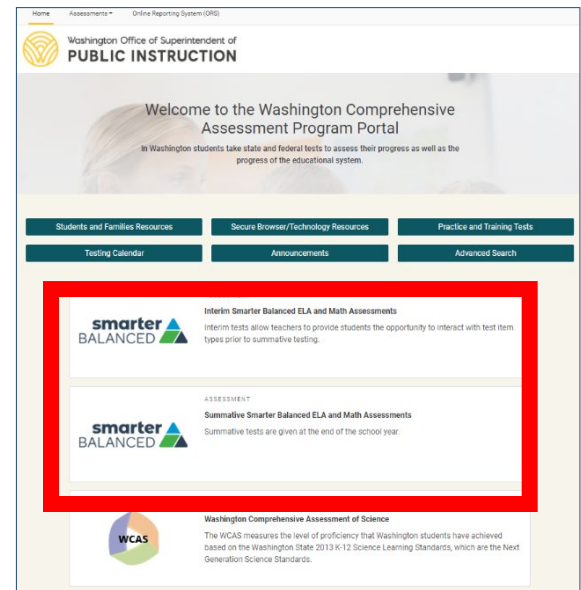 Home Assessments Online Reporting System (ORS)
Washington Office of Superintendent of
PUBLIC INSTRUCTION
Welcome to the Washington Comprehensive
Assessment Program Portal
In Washington students take state and federal tests to assess their progress as well as the
progress of the educational system.
Students and Families Resources
Secure Browser/Technology Resources
Practice and Training Tests
Testing Calendar
Announcements
Advanced Search
smarter
BALANCED
Interim Smarter Balanced ELA and Math Assessments
Interim tests allow teachers to provide students the opportunity to interact with test item
types prior to summative testing.
smarter
BALANCED
ASSESSMENT
Summative Smarter Balanced ELA and Math Assessments
Summative tests are given at the end of the school year.
WCAS
Washington Comprehensive Assessment of Science
The WCAS measures the level of proficiency that Washington students have achieved
based on the Washington State 2013 K-12 Science Learning Standards, which are the Next
Generation Science Standards.